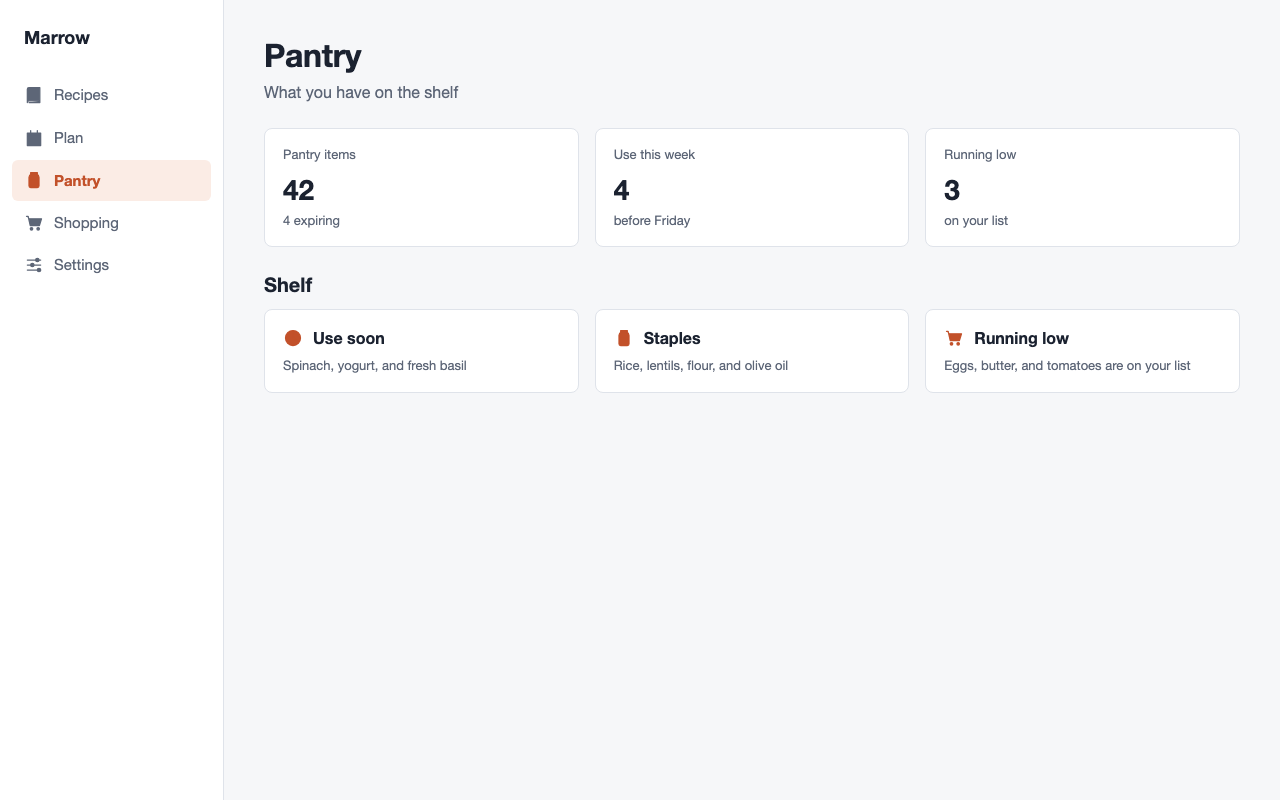 Marrow
Recipes
Plan
Pantry
Shopping
Settings
Pantry
What you have on the shelf
Pantry items
42
4 expiring
Use this week
4
before Friday
Running low
3
on your list
Shelf
Use soon
Spinach, yogurt, and fresh basil
Staples
Rice, lentils, flour, and olive oil
Running low
Eggs, butter, and tomatoes are on your list